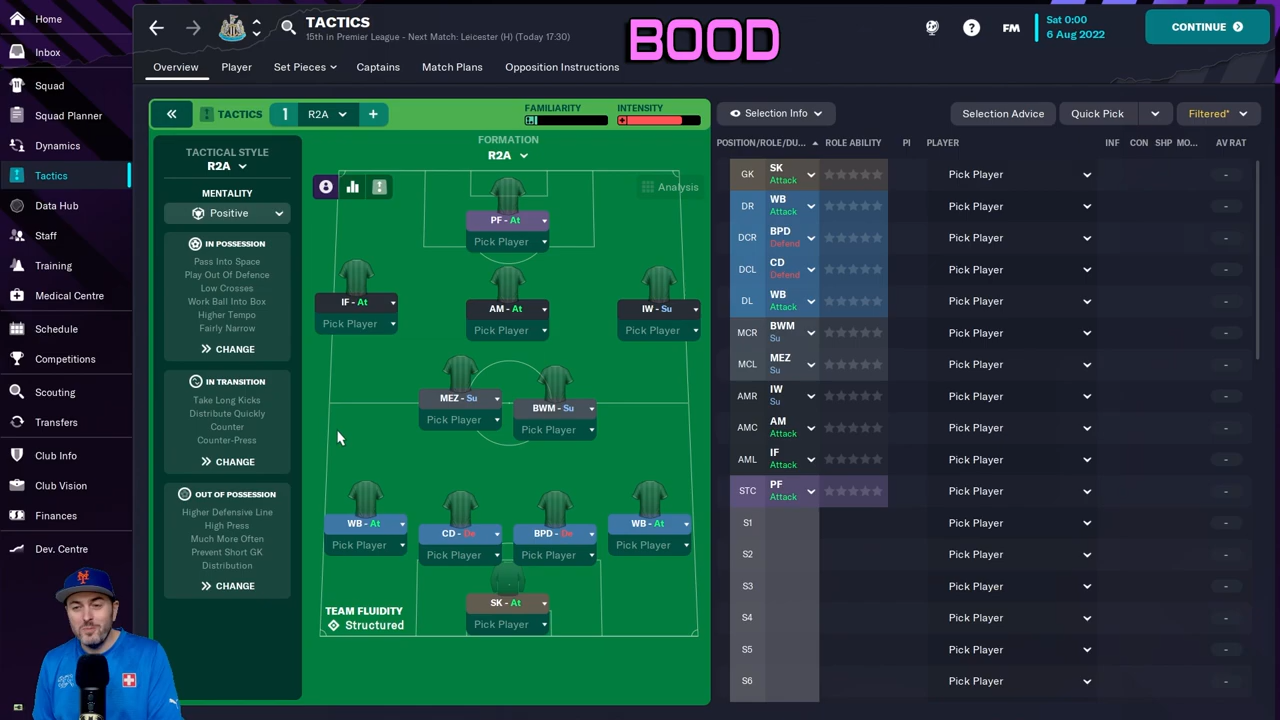 Home
Inbox
Squad
Squad Planner
Dynamics
Tactics
Data Hub
Staff
Training
Medical Centre
Schedule
Competitions
Scouting
Transfers
Club Info
Club Vision
Finances
Dev. Centre
TACTICS
15th in Premier League - Next Match: Leicester (H) (Today 17:30)
BOOD
FM
Sat 0:00
6 Aug 2022
CONTINUE
Overview
Player
Set Pieces
Captains
Match Plans
Opposition Instructions
TACTICS
1
R2A
FAMILIARITY
INTENSITY
TACTICAL STYLE
R2A
MENTALITY
Positive
IN POSSESSION
Pass Into Space
Play Out Of Defence
Low Crosses
Work Ball Into Box
Higher Tempo
Fairly Narrow
CHANGE
IN TRANSITION
Take Long Kicks
Distribute Quickly
Counter
Counter-Press
CHANGE
OUT OF POSSESSION
Higher Defensive Line
High Press
Much More Often
Prevent Short GK
Distribution
CHANGE
FORMATION
R2A
Analysis
PF - At
Pick Player
IF - At
Pick Player
AM - At
Pick Player
IW - Su
Pick Player
MEZ - Su
Pick Player
BWM - Su
Pick Player
WB - At
Pick Player
CD - De
Pick Player
BPD - De
Pick Player
WB - At
Pick Player
SK - At
Pick Player
TEAM FLUIDITY
Structured
Selection Info
Selection Advice
Quick Pick
Filtered*
POSITION/ROLE/DU... ROLE ABILITY PI PLAYER INF CON SHP MO... AV RAT
GK SK Attack Pick Player -
DR WB Attack Pick Player -
DCR BPD Defend Pick Player -
DCL CD Defend Pick Player -
DL WB Attack Pick Player -
MCR BWM Su Pick Player -
MCL MEZ Su Pick Player -
AMR IW Su Pick Player -
AMC AM Attack Pick Player -
AML IF Attack Pick Player -
STC PF Attack Pick Player -
S1 Pick Player -
S2 Pick Player -
S3 Pick Player -
S4 Pick Player -
S5 Pick Player -
S6 Pick Player -